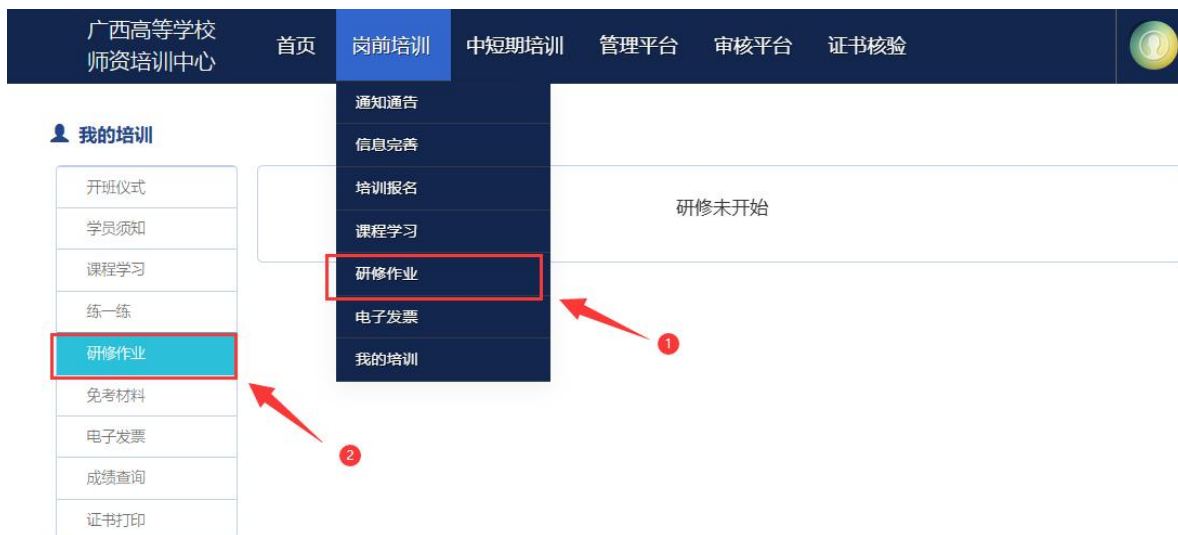 广西高等学校
师资培训中心
首页 岗前培训 中短期培训 管理平台 审核平台 证书核验
通知通告
信息完善
培训报名
课程学习
研修作业
电子发票
我的培训
我的培训
开班仪式
学员须知
课程学习
练一练
研修作业
免考材料
电子发票
成绩查询
证书打印
研修未开始
1
2